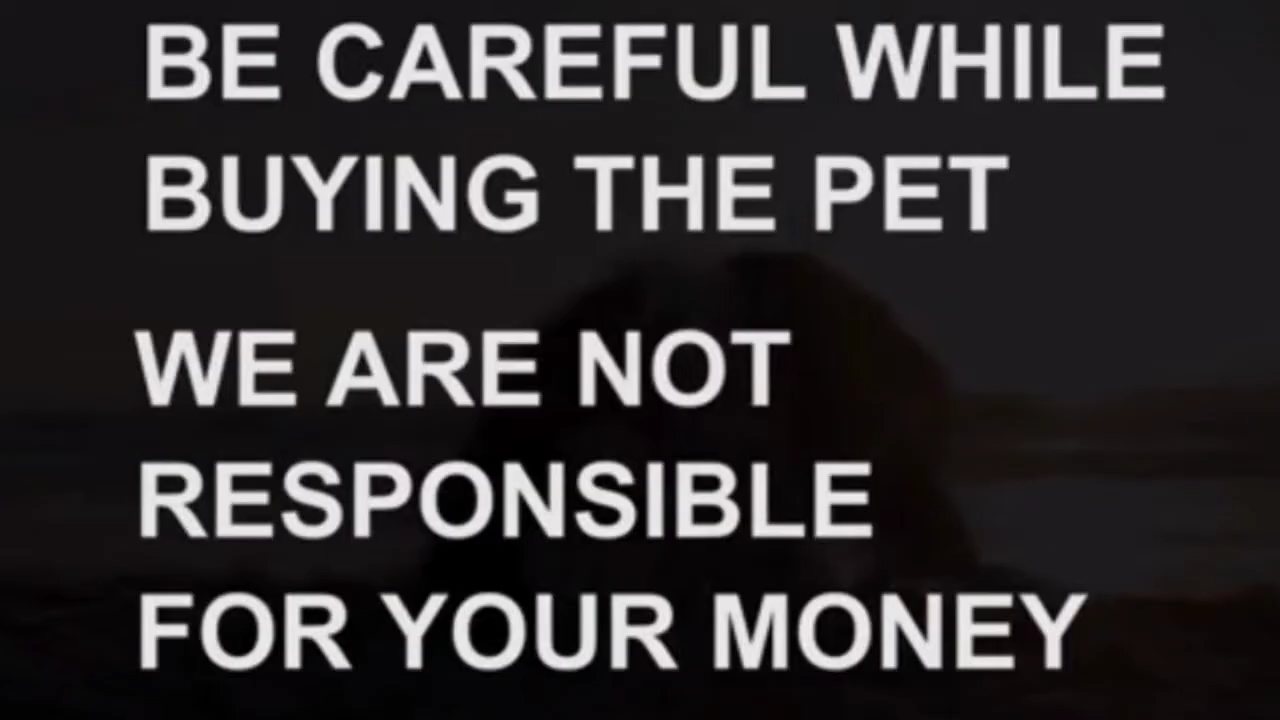 BE CAREFUL WHILE
BUYING THE PET
WE ARE NOT
RESPONSIBLE
FOR YOUR MONEY